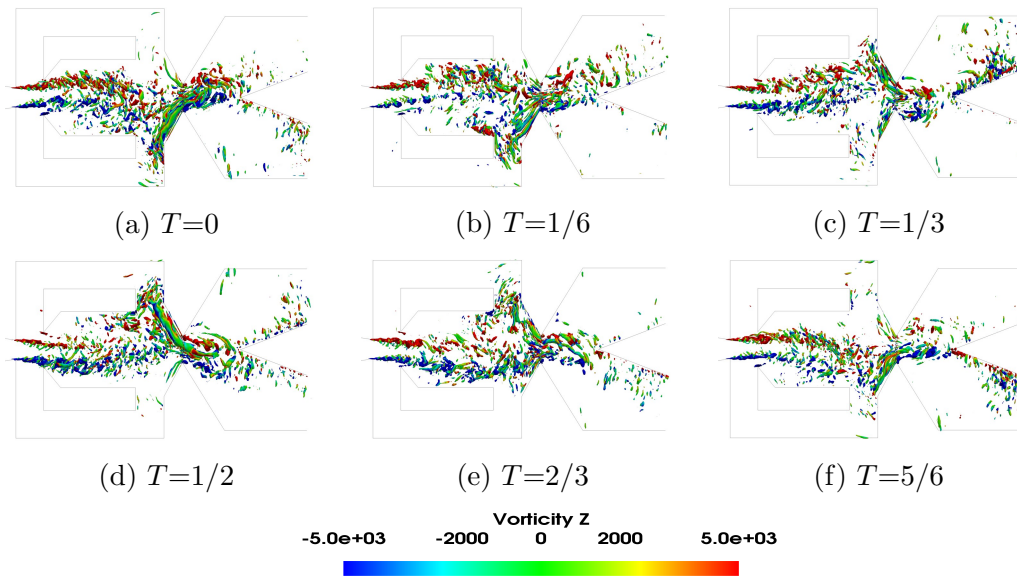 (a) T=0
(b) T=1/6
(c) T=1/3
(d) T=1/2
(e) T=2/3
(f) T=5/6
Vorticity Z
-5.0e+03 -2000 0 2000 5.0e+03